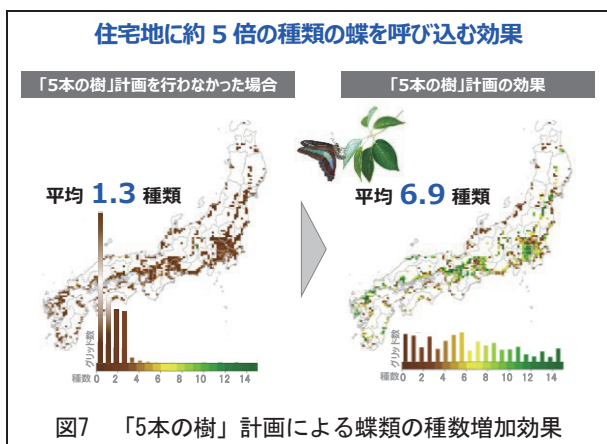 住宅地に約 5 倍の種類の蝶を呼び込む効果
「5本の樹」計画を行わなかった場合
「5本の樹」計画の効果
平均 1.3 種類
平均 6.9 種類
グリッド数
種数 0 2 4 6 8 10 12 14
グリッド数
種数 0 2 4 6 8 10 12 14
図7 「5本の樹」計画による蝶類の種数増加効果